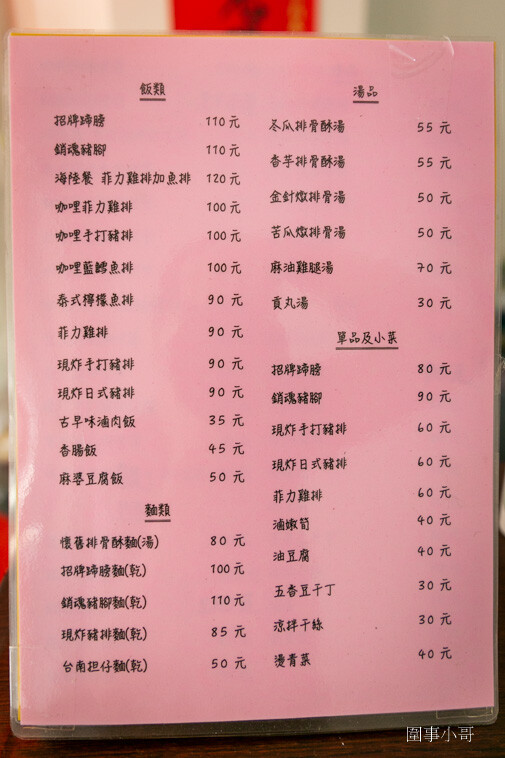 飯類
招牌蹄膀 110元
銷魂豬腳 110元
海陸餐 菲力雞排加魚排 120元
咖哩菲力雞排 100元
咖哩手打豬排 100元
咖哩藍鱈魚排 100元
泰式檸檬魚排 90元
菲力雞排 90元
現炸手打豬排 90元
現炸日式豬排 90元
古早味滷肉飯 35元
香腸飯 45元
麻婆豆腐飯 50元
麵類
懷舊排骨酥麵(湯) 80元
招牌蹄膀麵(乾) 100元
銷魂豬腳麵(乾) 110元
現炸豬排麵(乾) 85元
台南担仔麵(乾) 50元
湯品
冬瓜排骨酥湯 55元
香芋排骨酥湯 55元
金針燉排骨湯 50元
苦瓜燉排骨湯 50元
麻油雞腿湯 70元
貢丸湯 30元
單品及小菜
招牌蹄膀 80元
銷魂豬腳 90元
現炸手打豬排 60元
現炸日式豬排 60元
菲力雞排 60元
滷嫩筍 40元
油豆腐 40元
五香豆干丁 30元
涼拌干絲 30元
燙青菜 40元
圍事小哥